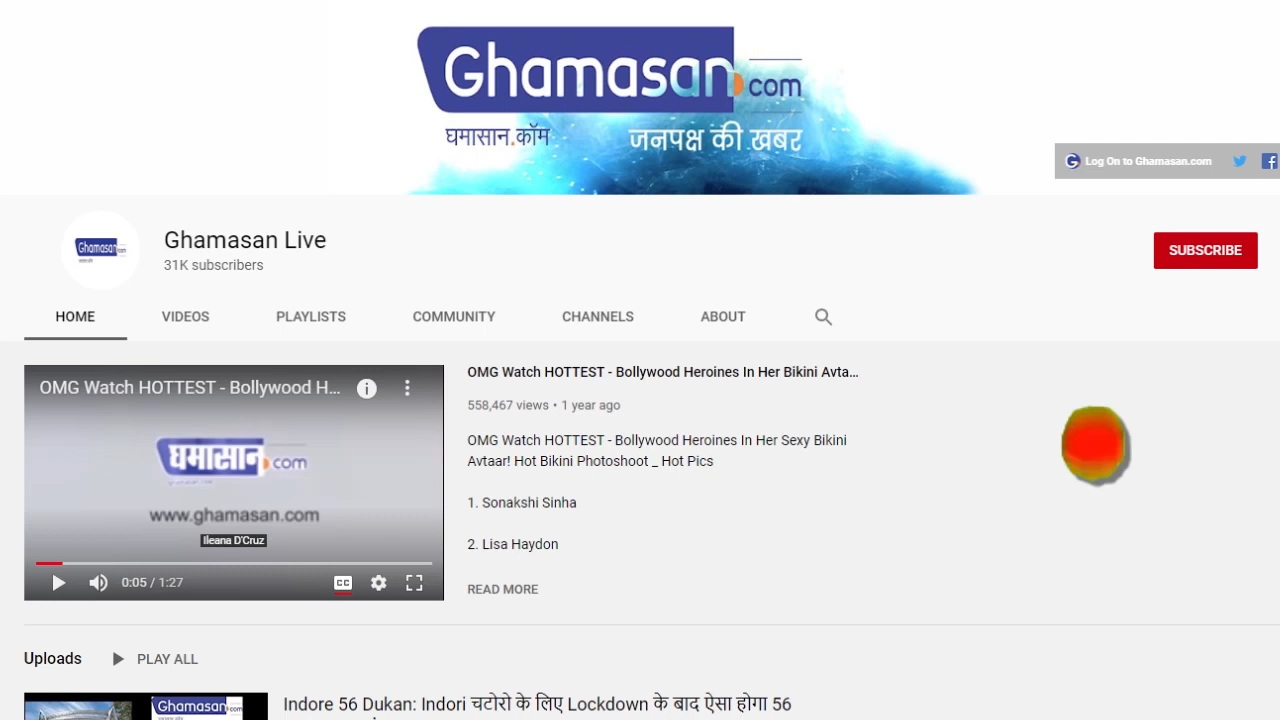 Ghamasan.com
घमासान.कॉम
जनपक्ष की खबर
Log On to Ghamasan.com
Ghamasan
Ghamasan Live
31K subscribers
SUBSCRIBE
HOME
VIDEOS
PLAYLISTS
COMMUNITY
CHANNELS
ABOUT
OMG Watch HOTTEST - Bollywood H...
घमासान.com
www.ghamasan.com
Ileana D'Cruz
0:05 / 1:27
CC
OMG Watch HOTTEST - Bollywood Heroines In Her Bikini Avta...
558,467 views • 1 year ago
OMG Watch HOTTEST - Bollywood Heroines In Her Sexy Bikini
Avtaar! Hot Bikini Photoshoot _ Hot Pics
1. Sonakshi Sinha
2. Lisa Haydon
READ MORE
Uploads
PLAY ALL
Ghamasan
Indore 56 Dukan: Indori चटोरो के लिए Lockdown के बाद ऐसा होगा 56